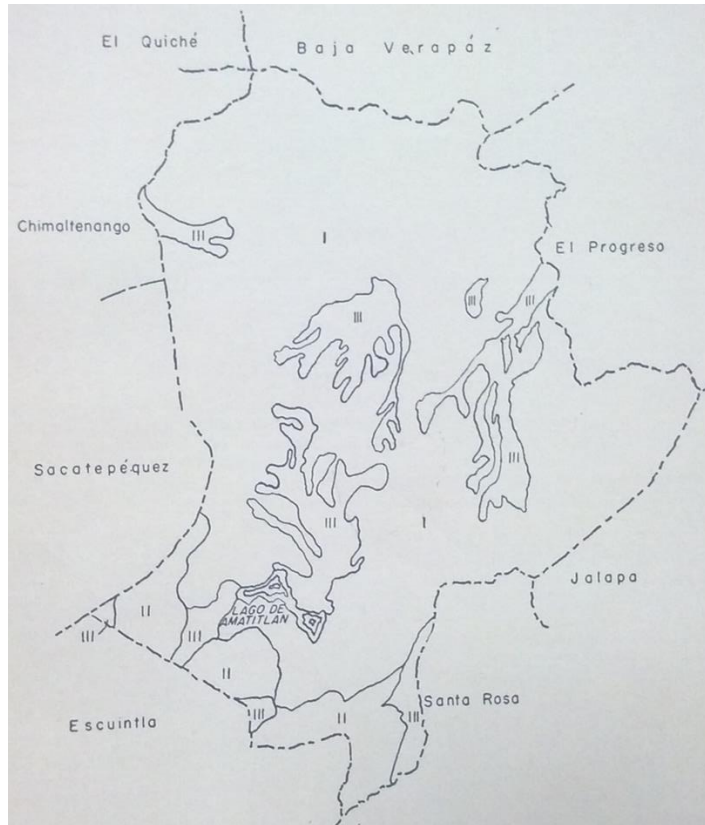 El Quiché
Baja Verapáz
Chimaltenango
III
I
El Progreso
III
III
III
Sacatepéquez
III
III
I
Jalapa
LAGO DE
AMATITLAN
II
III
III
II
Santa Rosa
III
II
III
Escuintla